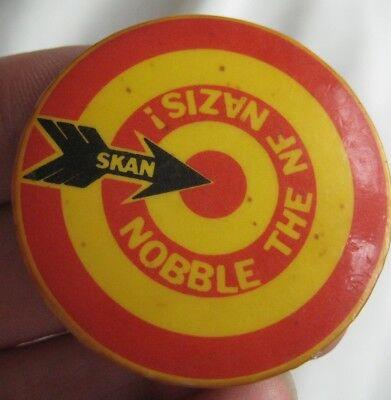 SKAN
NOBBLE THE NF NAZIS!